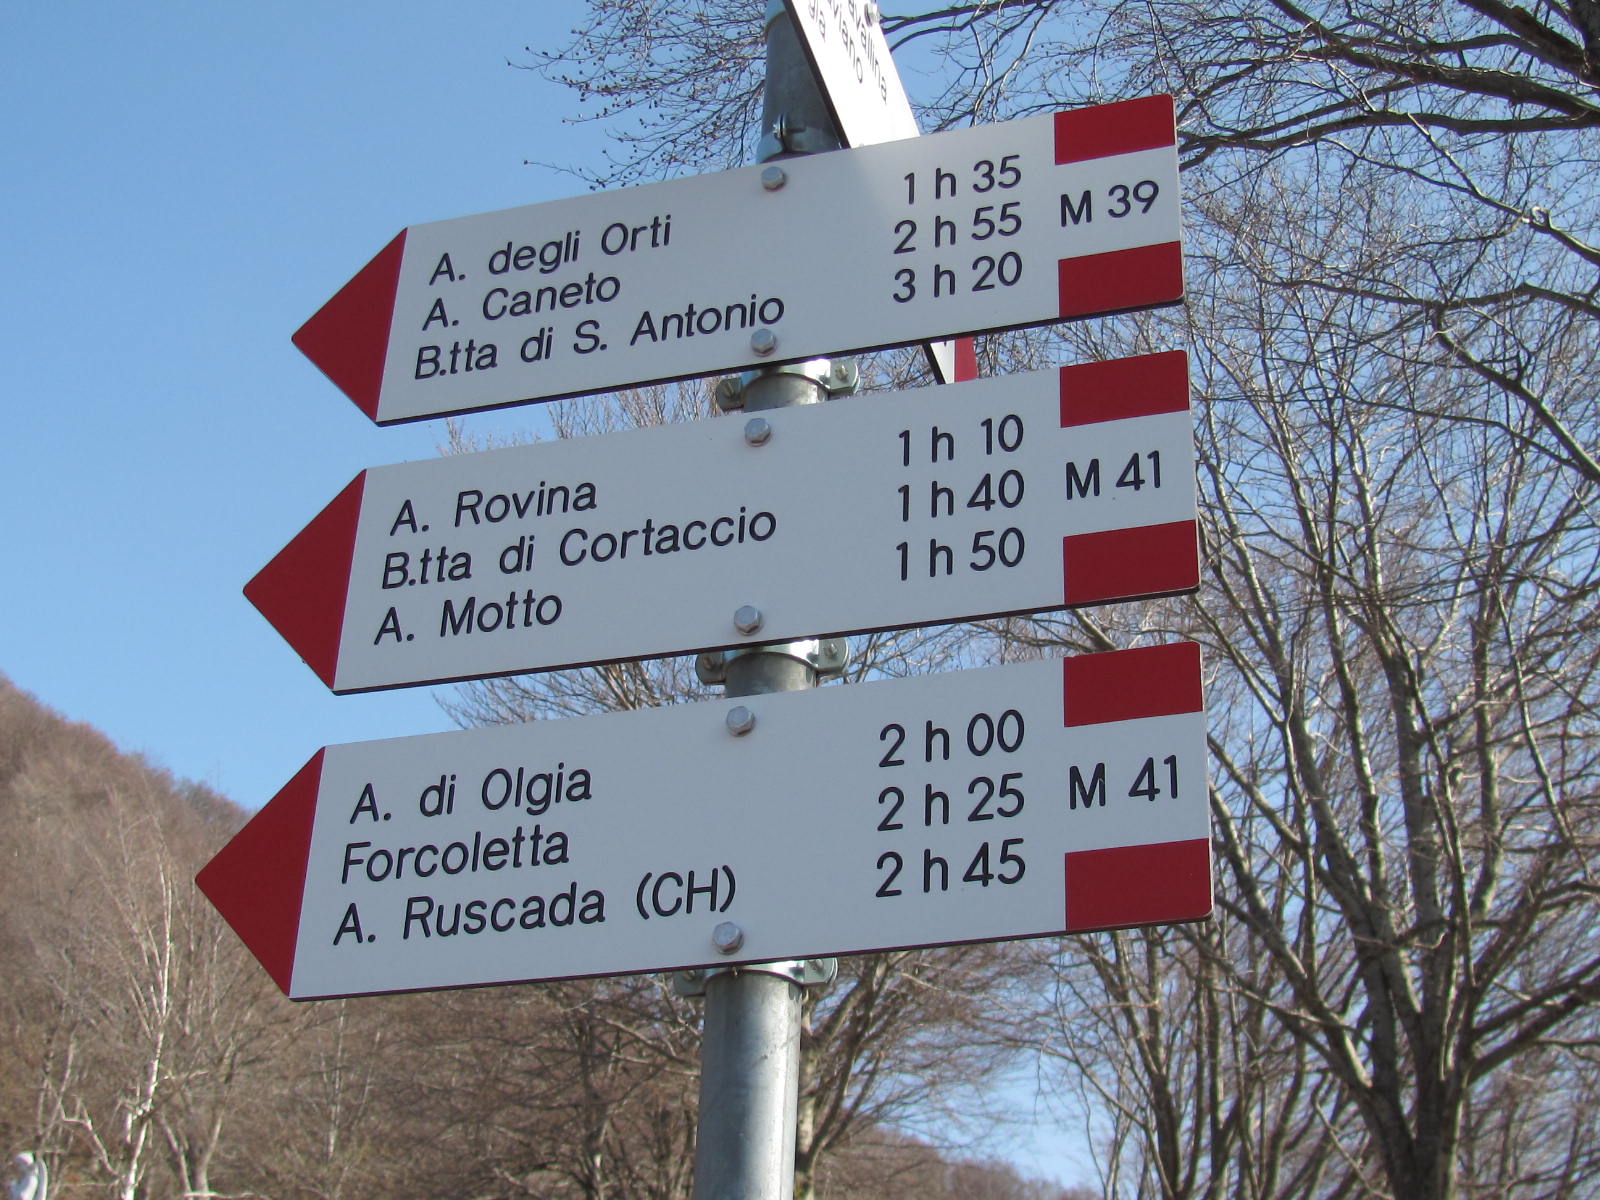 A. degli Orti 1 h 35
A. Caneto 2 h 55
B.tta di S. Antonio 3 h 20
M 39
A. Rovina 1 h 10
B.tta di Cortaccio 1 h 40
A. Motto 1 h 50
M 41
A. di Olgia 2 h 00
Forcoletta 2 h 25
A. Ruscada (CH) 2 h 45
M 41